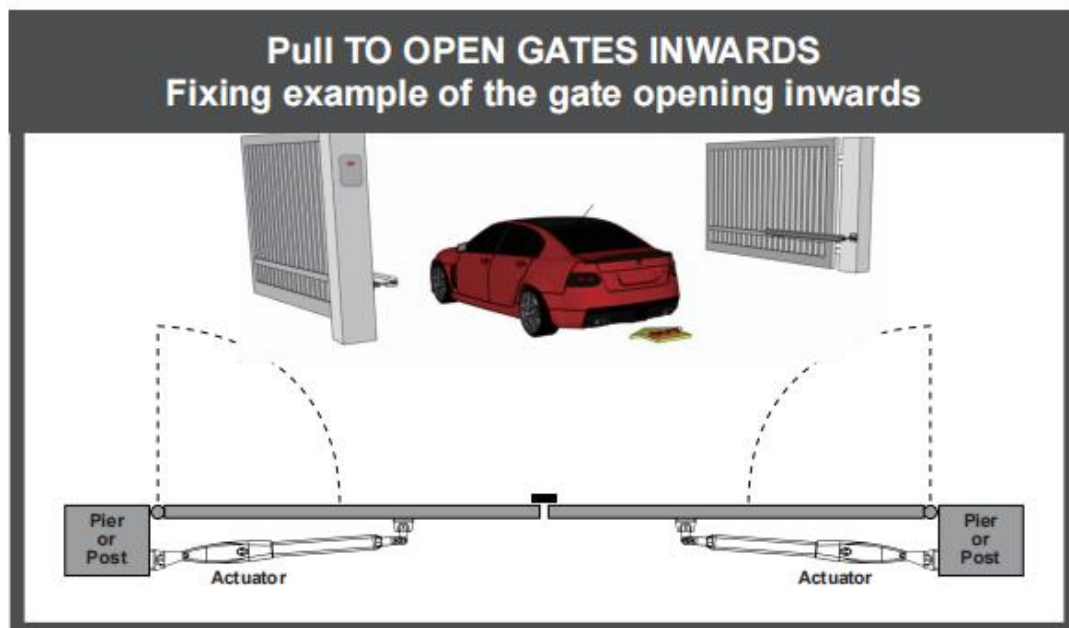 Pull TO OPEN GATES INWARDS
Fixing example of the gate opening inwards
Pier
or
Post
Actuator
Actuator
Pier
or
Post